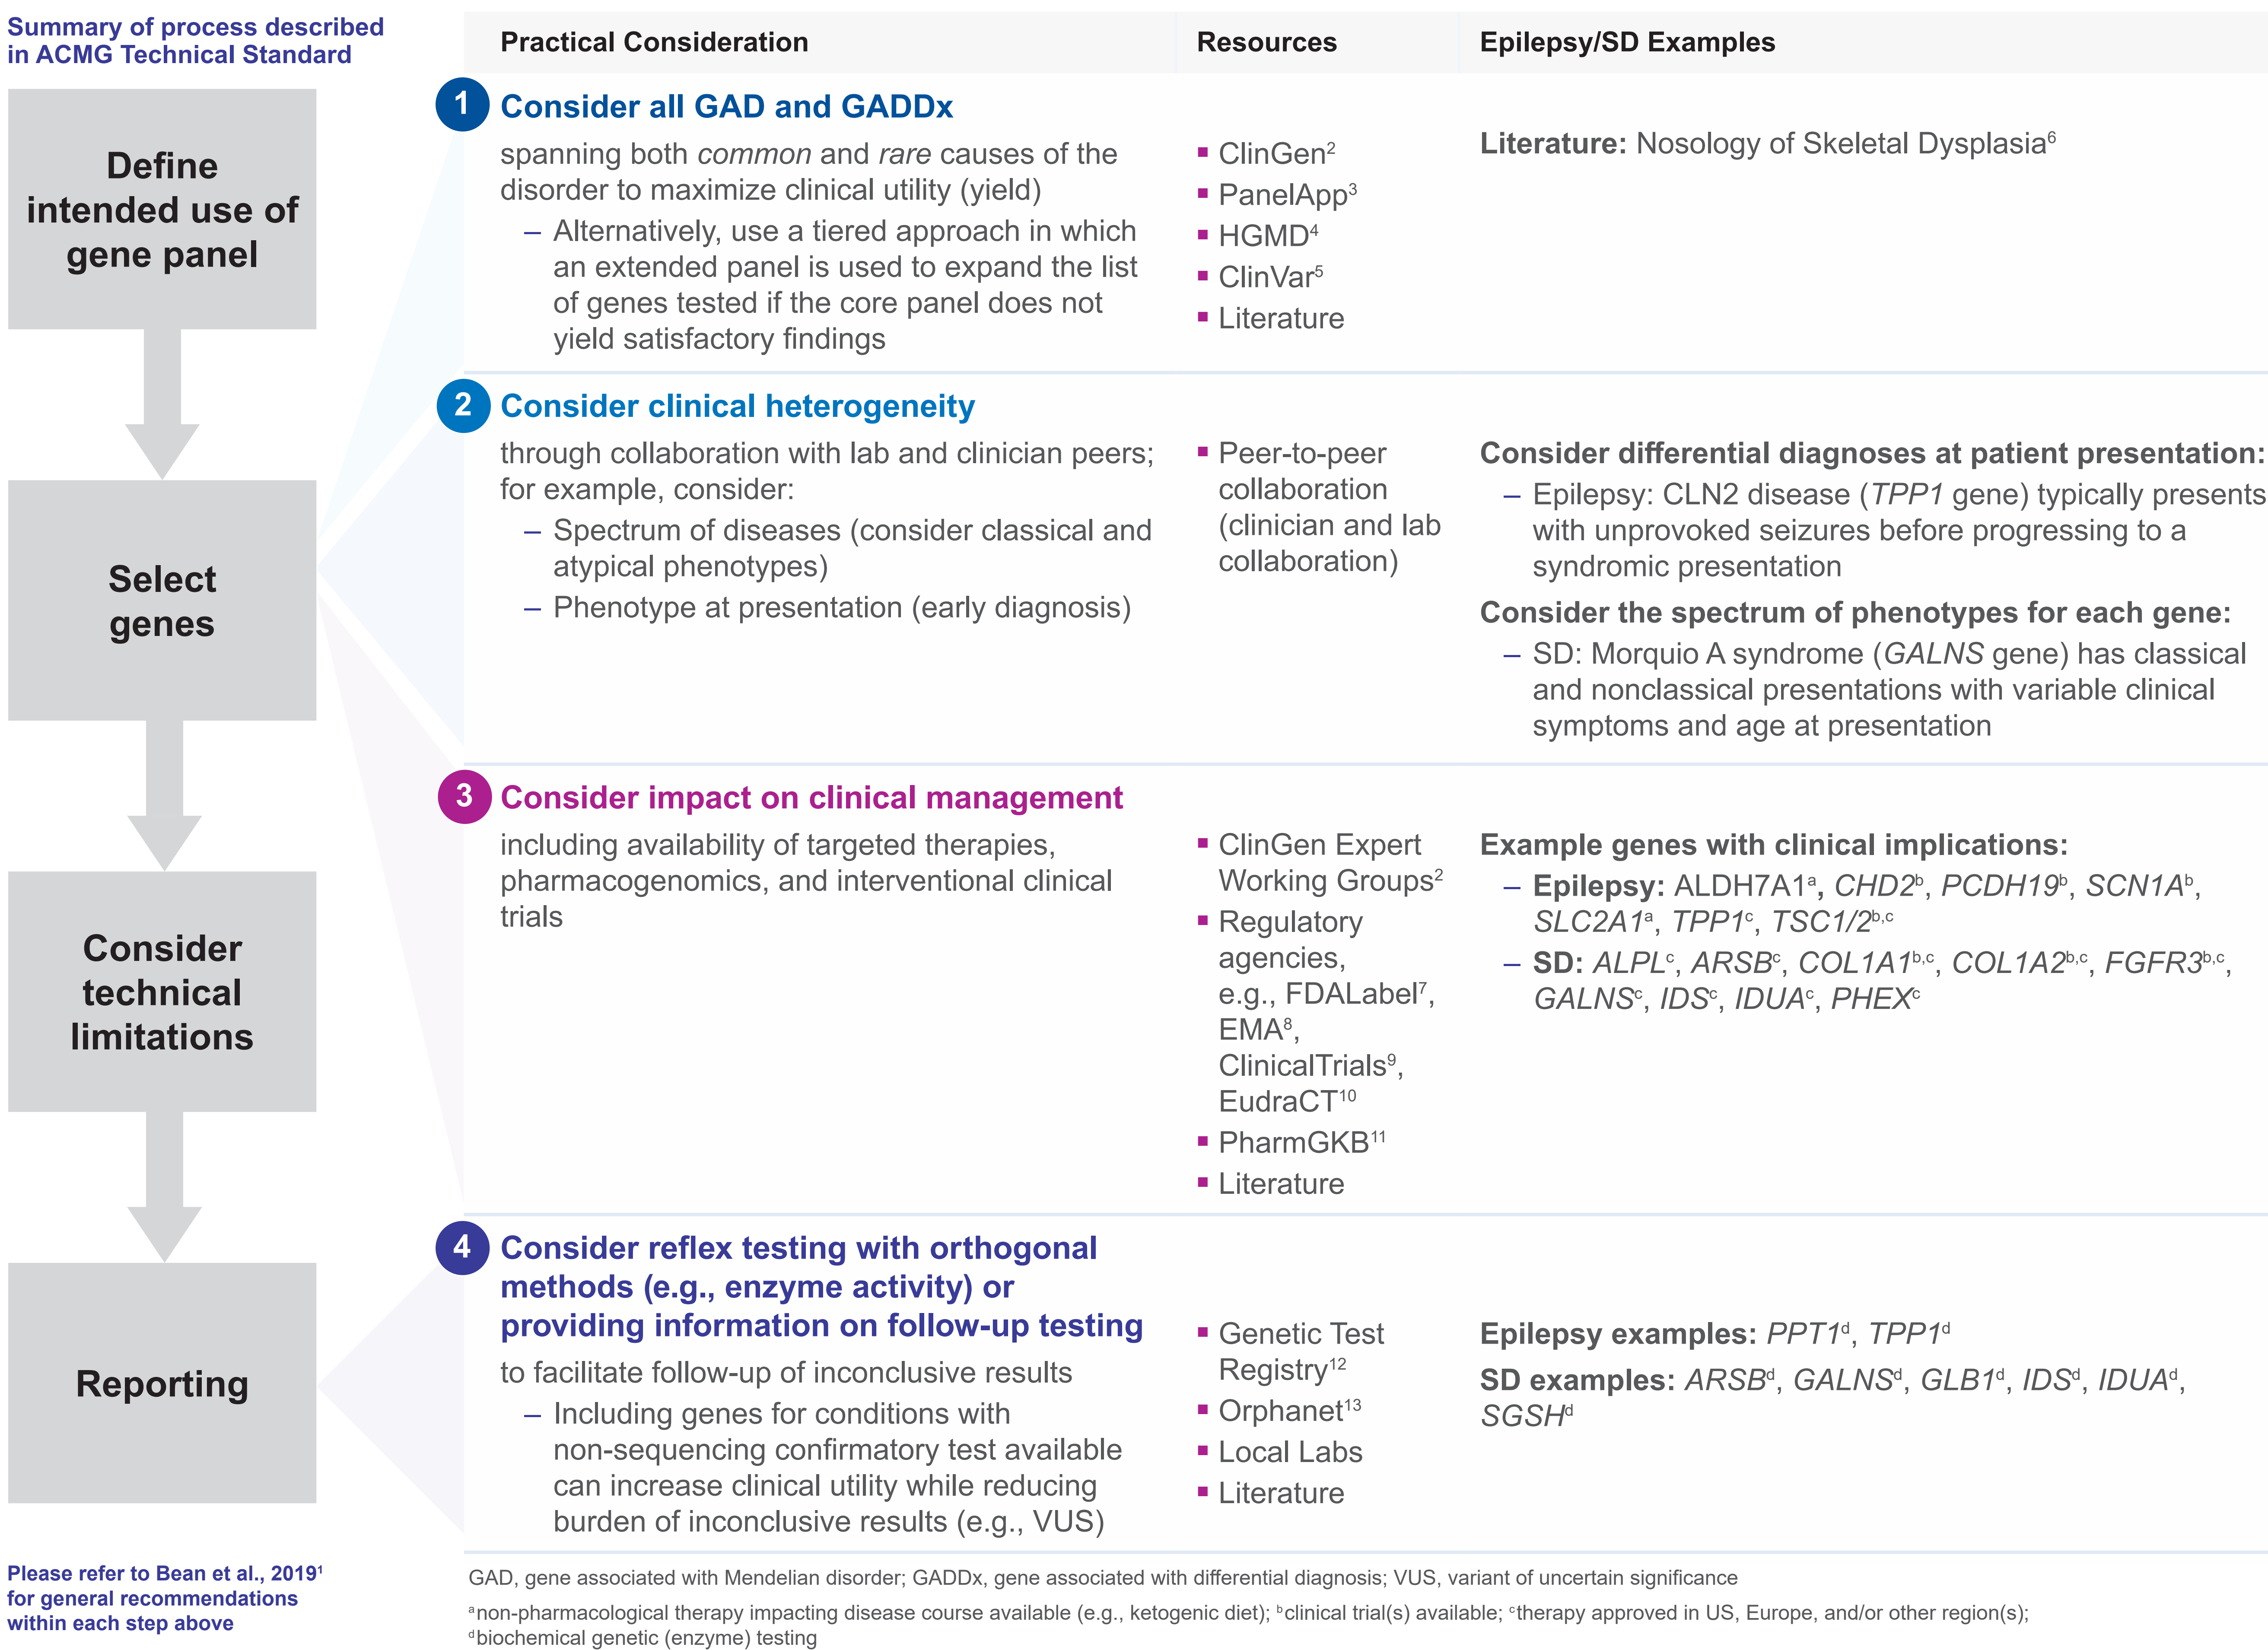 Summary of process described
in ACMG Technical Standard
Define
intended use of
gene panel
Select
genes
Consider
technical
limitations
Reporting
Please refer to Bean et al., 2019¹
for general recommendations
within each step above
Practical Consideration
Resources
Epilepsy/SD Examples
1
Consider all GAD and GADDx
spanning both common and rare causes of the
disorder to maximize clinical utility (yield)
– Alternatively, use a tiered approach in which
an extended panel is used to expand the list
of genes tested if the core panel does not
yield satisfactory findings
▪ ClinGen²
▪ PanelApp³
▪ HGMD⁴
▪ ClinVar⁵
▪ Literature
Literature: Nosology of Skeletal Dysplasia⁶
2
Consider clinical heterogeneity
through collaboration with lab and clinician peers;
for example, consider:
– Spectrum of diseases (consider classical and
atypical phenotypes)
– Phenotype at presentation (early diagnosis)
▪ Peer-to-peer
collaboration
(clinician and lab
collaboration)
Consider differential diagnoses at patient presentation:
– Epilepsy: CLN2 disease (TPP1 gene) typically presents
with unprovoked seizures before progressing to a
syndromic presentation
Consider the spectrum of phenotypes for each gene:
– SD: Morquio A syndrome (GALNS gene) has classical
and nonclassical presentations with variable clinical
symptoms and age at presentation
3
Consider impact on clinical management
including availability of targeted therapies,
pharmacogenomics, and interventional clinical
trials
▪ ClinGen Expert
Working Groups²
▪ Regulatory
agencies,
e.g., FDALabel⁷,
EMA⁸,
ClinicalTrials⁹,
EudraCT¹⁰
▪ PharmGKB¹¹
▪ Literature
Example genes with clinical implications:
– Epilepsy: ALDH7A1ᵃ, CHD2ᵇ, PCDH19ᵇ, SCN1Aᵇ,
SLC2A1ᵃ, TPP1ᶜ, TSC1/2ᵇ,ᶜ
– SD: ALPLᶜ, ARSBᶜ, COL1A1ᵇ,ᶜ, COL1A2ᵇ,ᶜ, FGFR3ᵇ,ᶜ,
GALNSᶜ, IDSᶜ, IDUAᶜ, PHEXᶜ
4
Consider reflex testing with orthogonal
methods (e.g., enzyme activity) or
providing information on follow-up testing
to facilitate follow-up of inconclusive results
– Including genes for conditions with
non-sequencing confirmatory test available
can increase clinical utility while reducing
burden of inconclusive results (e.g., VUS)
▪ Genetic Test
Registry¹²
▪ Orphanet¹³
▪ Local Labs
▪ Literature
Epilepsy examples: PPT1ᵈ, TPP1ᵈ
SD examples: ARSBᵈ, GALNSᵈ, GLB1ᵈ, IDSᵈ, IDUAᵈ,
SGSHᵈ
GAD, gene associated with Mendelian disorder; GADDx, gene associated with differential diagnosis; VUS, variant of uncertain significance
ᵃnon-pharmacological therapy impacting disease course available (e.g., ketogenic diet); ᵇclinical trial(s) available; ᶜtherapy approved in US, Europe, and/or other region(s);
ᵈbiochemical genetic (enzyme) testing